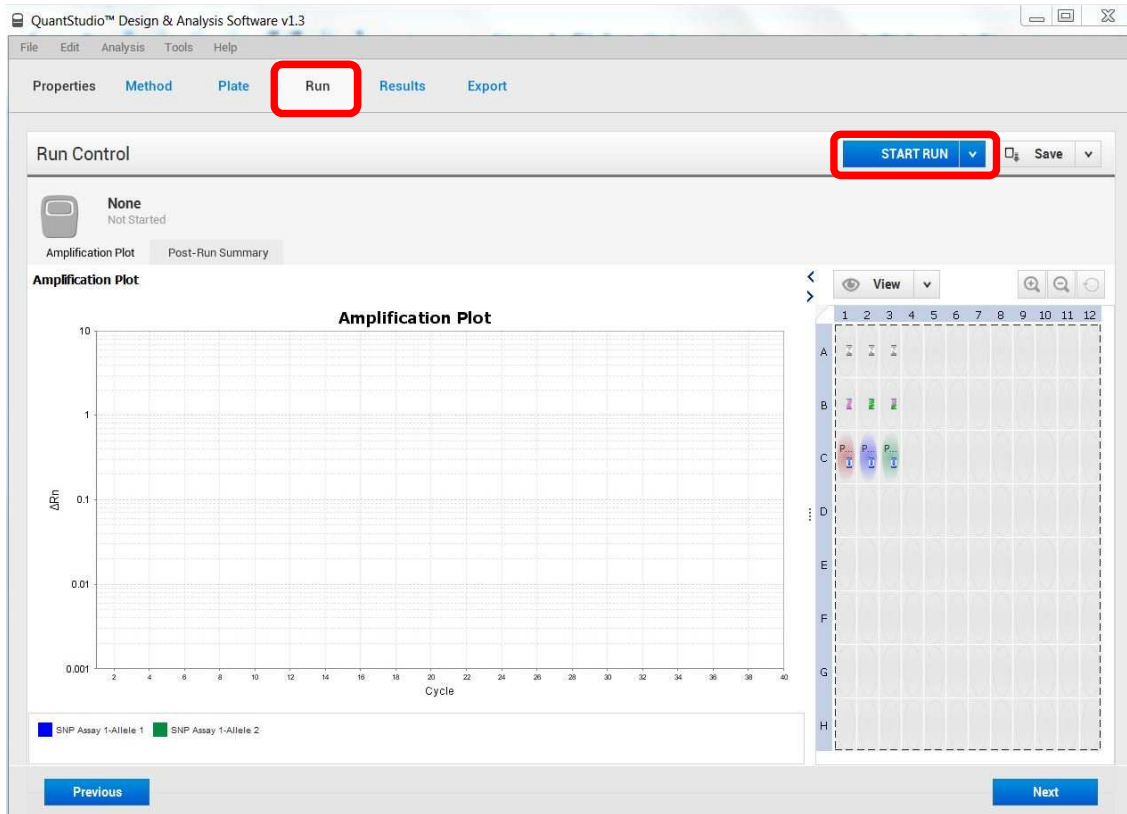 QuantStudio™ Design & Analysis Software v1.3
File Edit Analysis Tools Help
Properties Method Plate Run Results Export
Run Control
START RUN
Save
None
Not Started
Amplification Plot Post-Run Summary
Amplification Plot
View
Amplification Plot
1 2 3 4 5 6 7 8 9 10 11 12
A
B
C P... P... P...
D
E
F
G
H
10
1
0.1
0.01
0.001
ΔRn
2 4 6 8 10 12 14 16 18 20 22 24 26 28 30 32 34 36 38 40
Cycle
SNP Assay 1-Allele 1 SNP Assay 1-Allele 2
Previous
Next